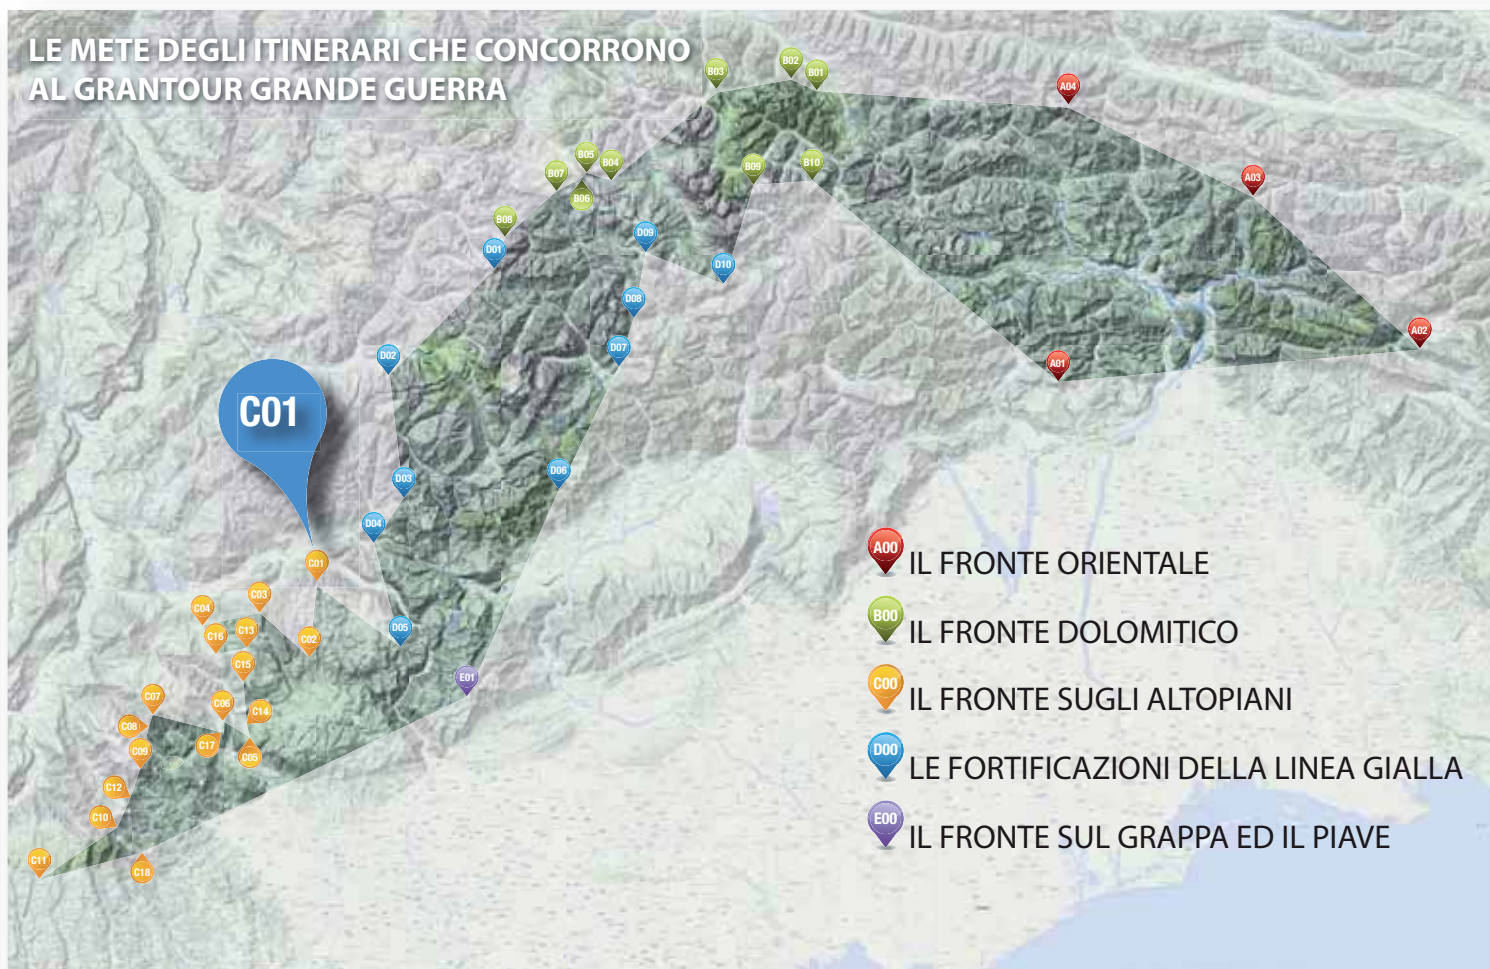 LE METE DEGLI ITINERARI CHE CONCORRONO
AL GRANTOUR GRANDE GUERRA
B03
B02
B01
A04
B05
B04
B07
B06
B09
B10
A03
B08
D01
D09
D10
D08
D07
D02
A01
A02
C01
D03
D06
D04
C01
C03
C04
C16
C13
C02
D05
C15
E01
C07
C06
C14
C08
C17
C05
C09
C12
C10
C11
C18
A00 IL FRONTE ORIENTALE
B00 IL FRONTE DOLOMITICO
C00 IL FRONTE SUGLI ALTOPIANI
D00 LE FORTIFICAZIONI DELLA LINEA GIALLA
E00 IL FRONTE SUL GRAPPA ED IL PIAVE